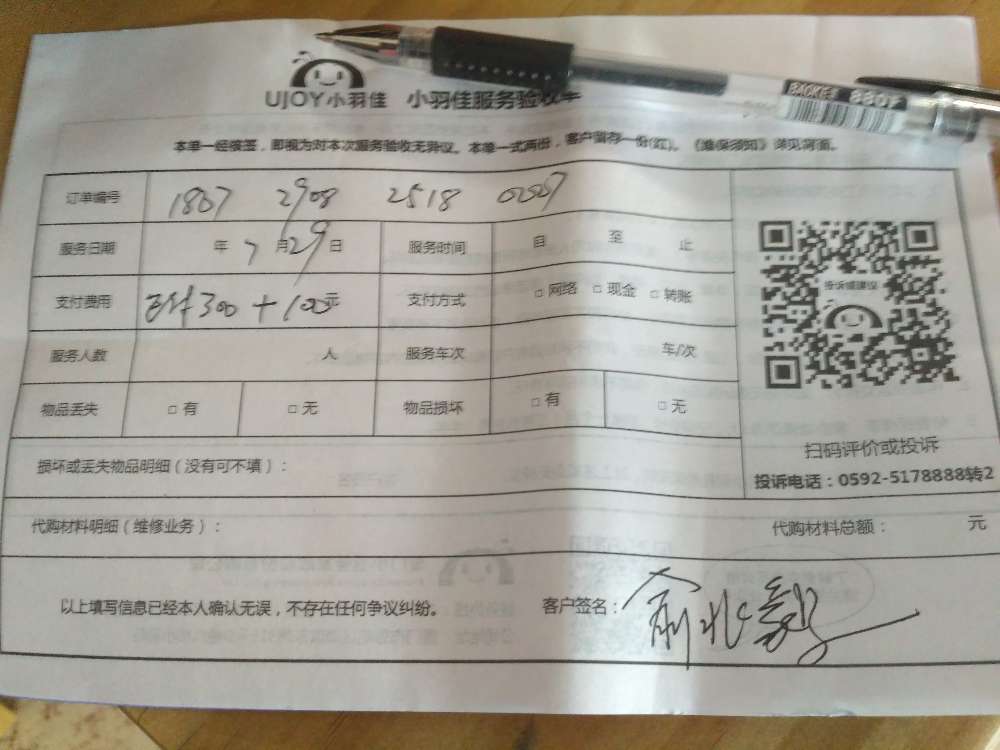 BAOKE 880F
UJOY小羽佳 小羽佳服务验收单
本单一经核签，即视为对本次服务验收无异议。本单一式两份，客户留存一份(红)。《维保须知》详见背面。
订单编号 1807 2908 2518 0007
服务日期 年 7 月 29 日 服务时间 自 至 止
支付费用 300 + 100 元 支付方式 □ 网络 □ 现金 □ 转账
服务人数 人 服务车次 车/次
物品丢失 □ 有 □ 无 物品损坏 □ 有 □ 无
投诉或建议
扫码评价或投诉
投诉电话：0592-5178888转2
损坏或丢失物品明细（没有可不填）：
代购材料明细（维修业务）： 代购材料总额： 元
以上填写信息已经本人确认无误，不存在任何争议纠纷。 客户签名：